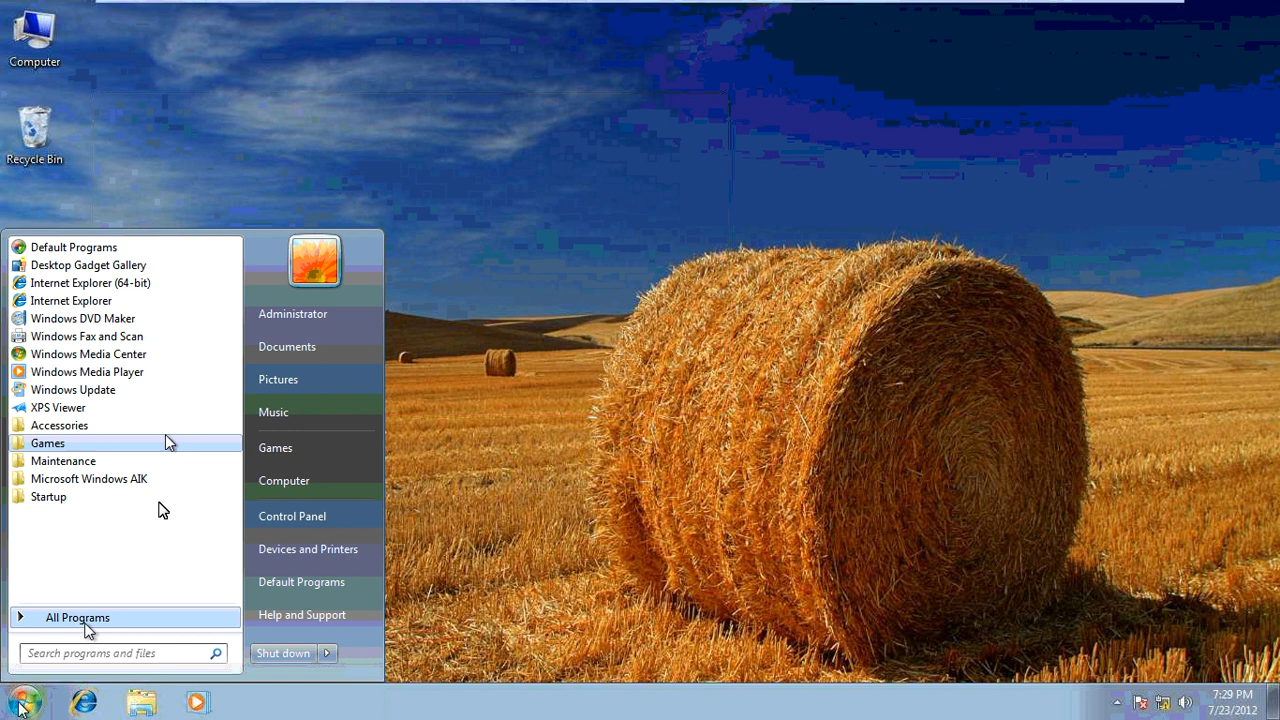 Computer
Recycle Bin
Default Programs
Desktop Gadget Gallery
Internet Explorer (64-bit)
Internet Explorer
Windows DVD Maker
Windows Fax and Scan
Windows Media Center
Windows Media Player
Windows Update
XPS Viewer
Accessories
Games
Maintenance
Microsoft Windows AIK
Startup
All Programs
Search programs and files
Administrator
Documents
Pictures
Music
Games
Computer
Control Panel
Devices and Printers
Default Programs
Help and Support
Shut down
7:29 PM
7/23/2012